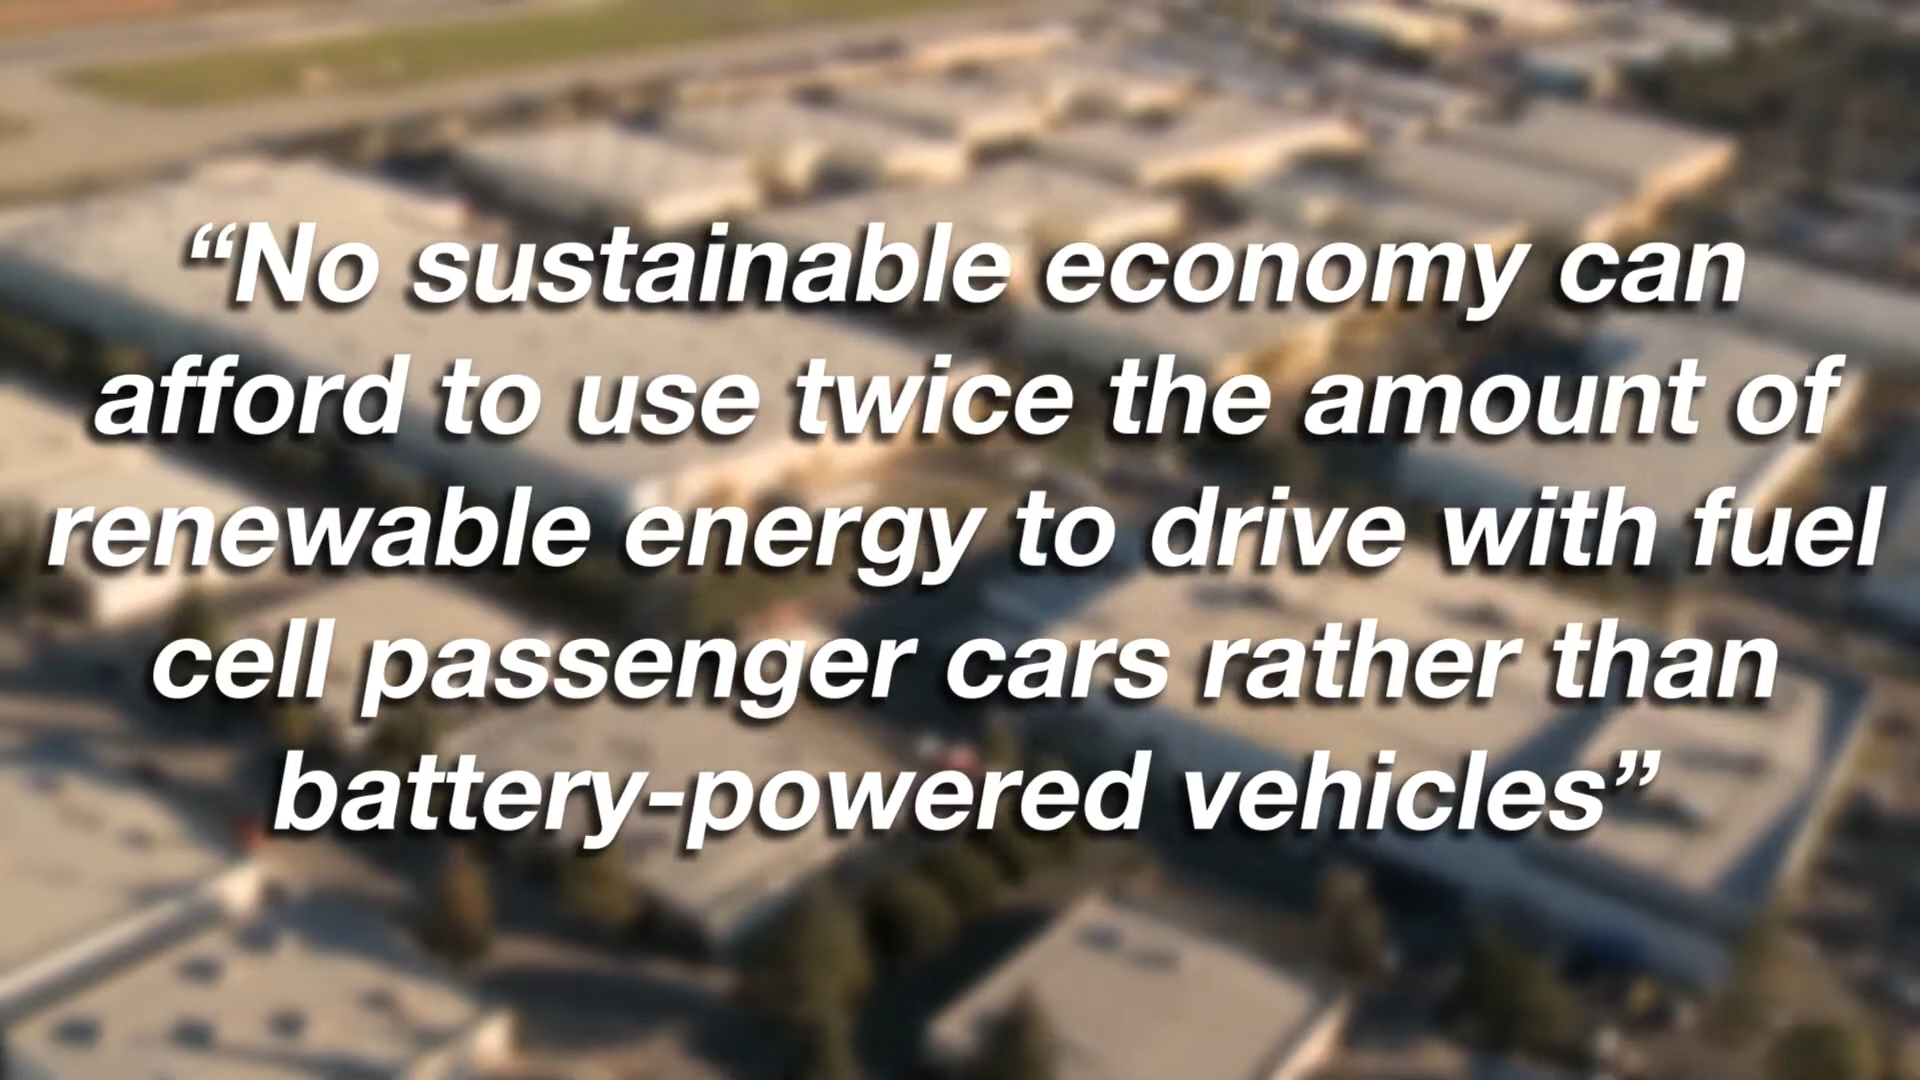 “No sustainable economy can
afford to use twice the amount of
renewable energy to drive with fuel
cell passenger cars rather than
battery-powered vehicles”